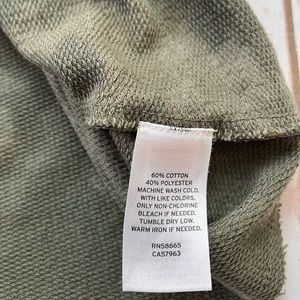 60% COTTON
40% POLYESTER
MACHINE WASH COLD,
WITH LIKE COLORS,
ONLY NON-CHLORINE
BLEACH IF NEEDED.
TUMBLE DRY LOW.
WARM IRON IF NEEDED.
RN58665
CA57963